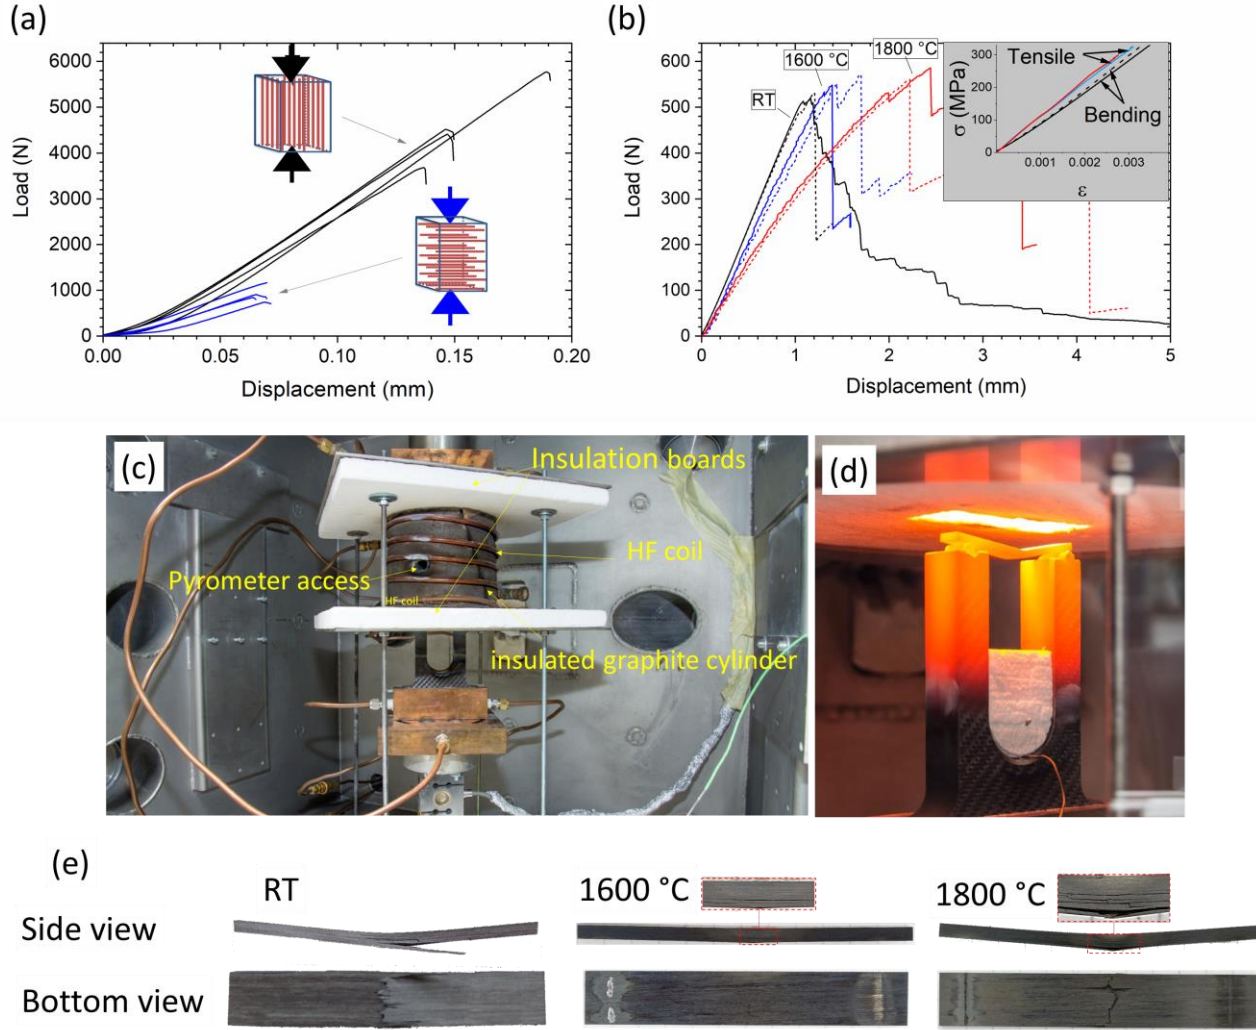 (a)
6000
5000
4000
3000
2000
1000
0
Load (N)
0.00
0.05
0.10
0.15
0.20
Displacement (mm)
(b)
700
600
500
400
300
200
100
0
Load (N)
0
1
2
3
4
5
Displacement (mm)
RT
1600 °C
1800 °C
300
200
100
0
σ (MPa)
0.001
0.002
0.003
ε
Tensile
Bending
(c)
Insulation boards
HF coil
Pyrometer access
HF coil
insulated graphite cylinder
(d)
(e)
RT
1600 °C
1800 °C
Side view
Bottom view